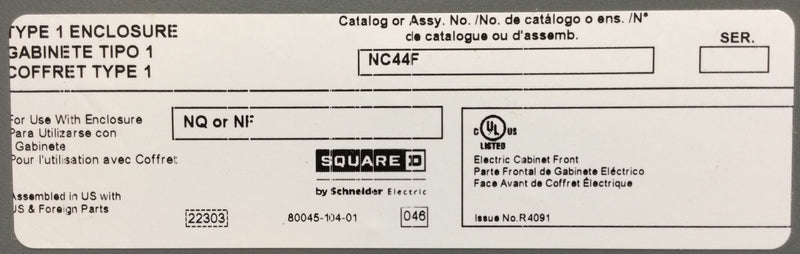 TYPE 1 ENCLOSURE
GABINETE TIPO 1
COFFRET TYPE 1
Catalog or Assy. No. /No. de catálogo o ens. /N°
de catalogue ou d'assemb.
NC44F
SER.
For Use With Enclosure
Para Utilizarse con
Gabinete
Pour l'utilisation avec Coffret
NQ or NF
SQUARE D
by Schneider Electric
Assembled in US with
US & Foreign Parts
22303
80045-104-01
046
C UL US
LISTED
Electric Cabinet Front
Parte Frontal de Gabinete Eléctrico
Face Avant de Coffret Électrique
Issue No.R4091